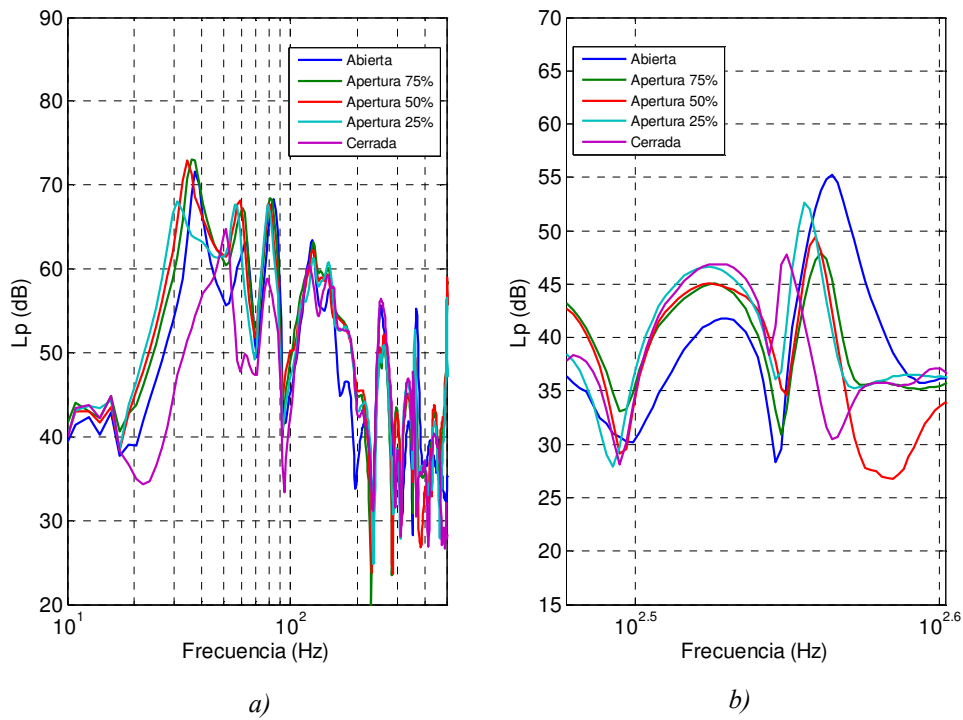 90
80
70
60
50
40
30
20
Lp (dB)
10^1
10^2
Frecuencia (Hz)
Abierta
Apertura 75%
Apertura 50%
Apertura 25%
Cerrada
a)
70
65
60
55
50
45
40
35
30
25
20
15
Lp (dB)
10^2.5
10^2.6
Frecuencia (Hz)
Abierta
Apertura 75%
Apertura 50%
Apertura 25%
Cerrada
b)